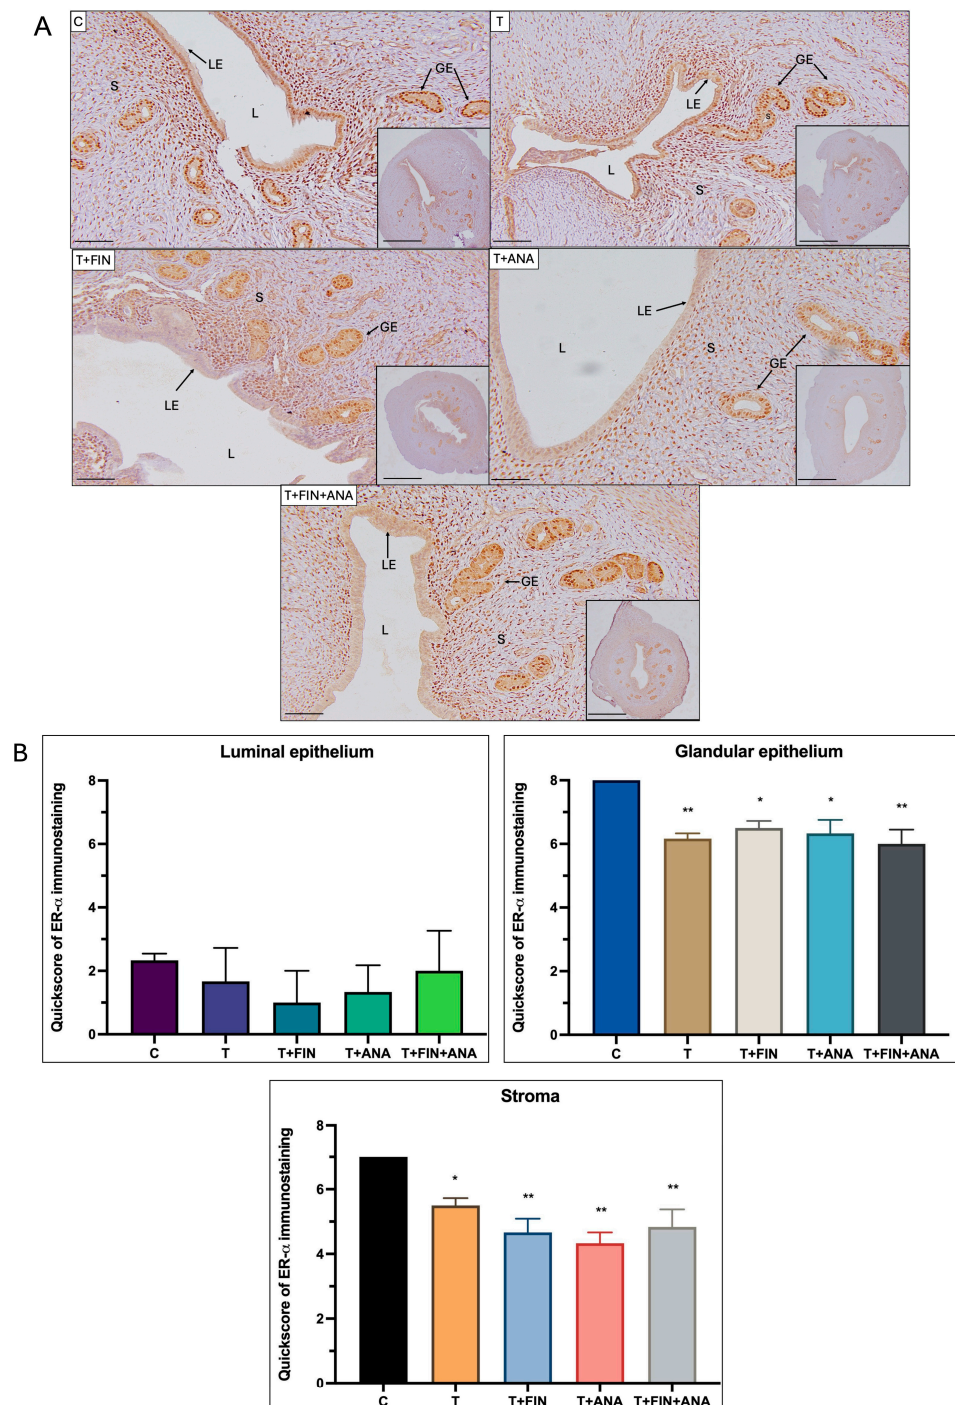 A
C
LE
GE
S
L
T
GE
LE
S
L
S
T+FIN
S
GE
LE
L
T+ANA
LE
L
S
GE
T+FIN+ANA
LE
GE
L
S
B
Luminal epithelium
Quickscore of ER-α immunostaining
8
6
4
2
0
C T T+FIN T+ANA T+FIN+ANA
Glandular epithelium
Quickscore of ER-α immunostaining
8
6
4
2
0
** * * **
C T T+FIN T+ANA T+FIN+ANA
Stroma
Quickscore of ER-α immunostaining
8
6
4
2
0
* ** ** **
C T T+FIN T+ANA T+FIN+ANA